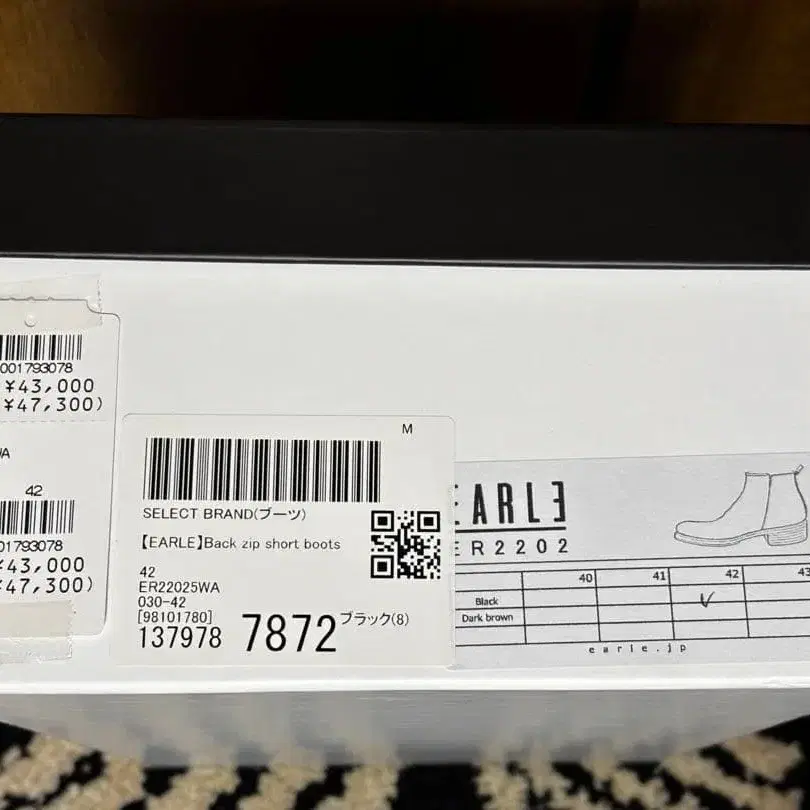 001793078
¥43,000
¥47,300)
42
01793078
¥43,000
¥47,300)
M
SELECT BRAND(ブーツ)
【EARLE】Back zip short boots
42
ER22025WA
030-42
[98101780]
137978 7872 ブラック(8)
EARLE
ER2202
40 41 42 43
Black ✓
Dark brown
earle.jp